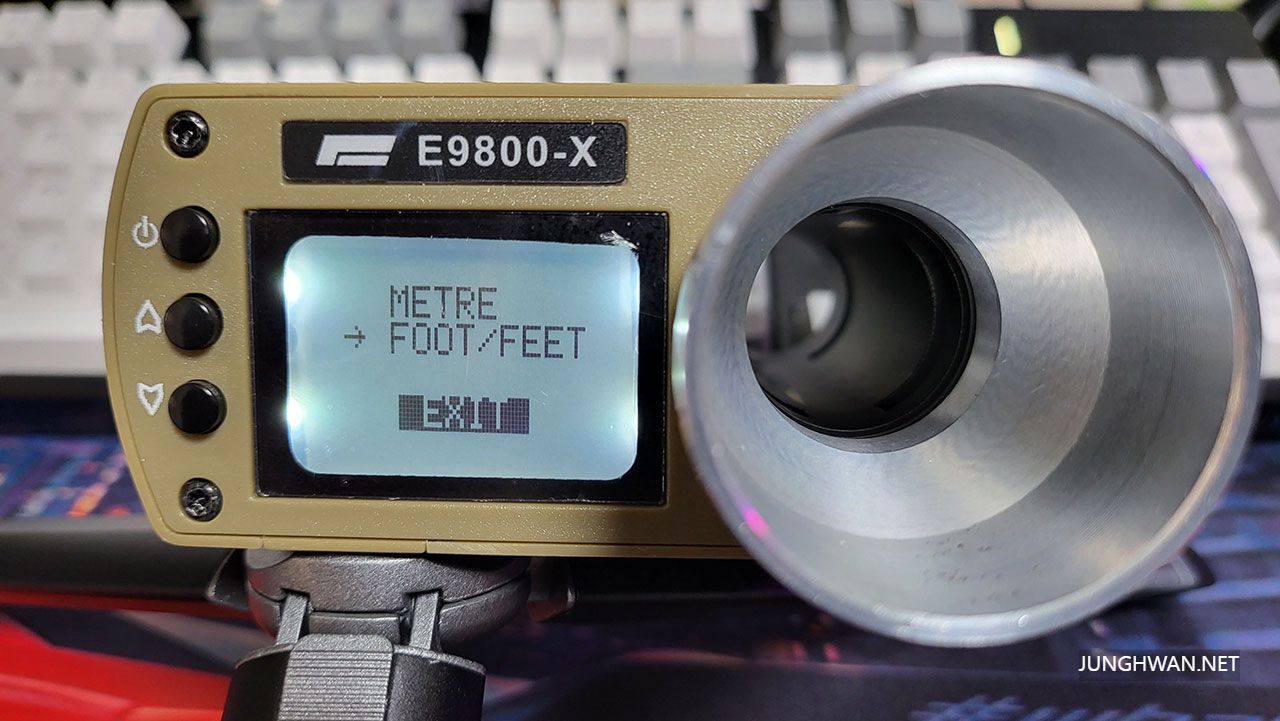 E9800-X
METRE
→ FOOT/FEET
EXIT
JUNGHWAN.NET